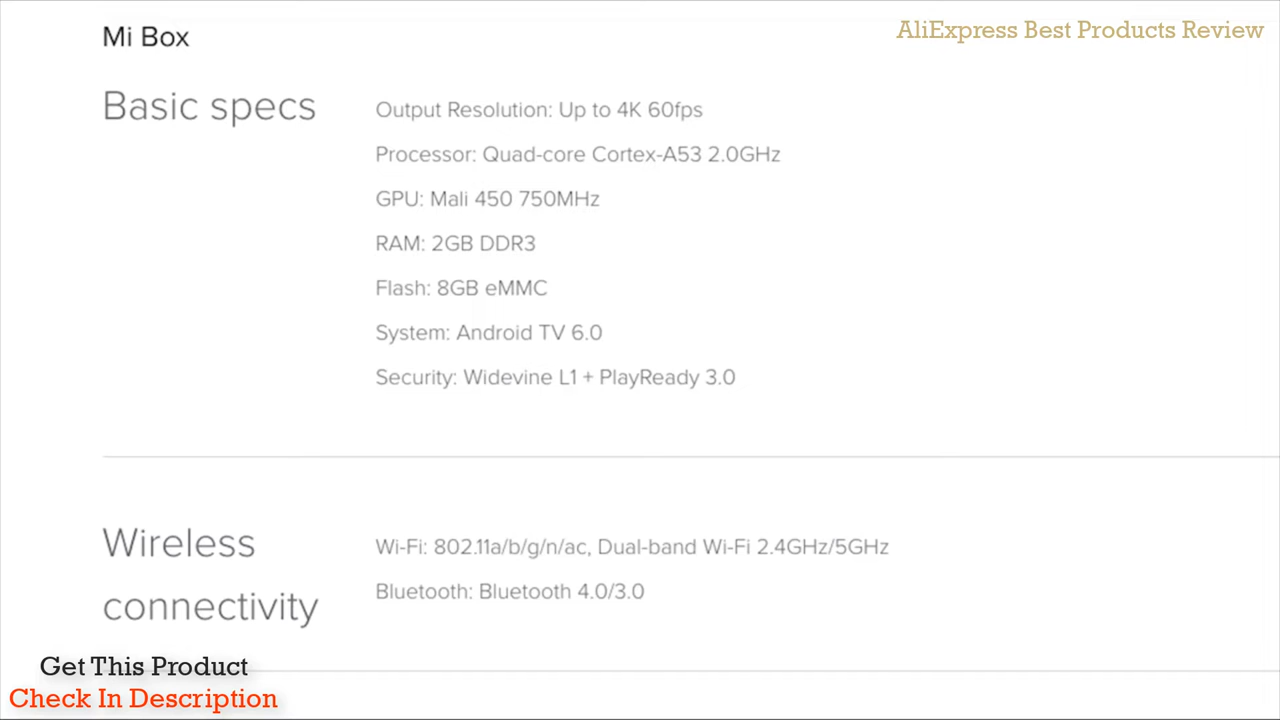 Mi Box
AliExpress Best Products Review
Basic specs
Output Resolution: Up to 4K 60fps
Processor: Quad-core Cortex-A53 2.0GHz
GPU: Mali 450 750MHz
RAM: 2GB DDR3
Flash: 8GB eMMC
System: Android TV 6.0
Security: Widevine L1 + PlayReady 3.0
Wireless
connectivity
Wi-Fi: 802.11a/b/g/n/ac, Dual-band Wi-Fi 2.4GHz/5GHz
Bluetooth: Bluetooth 4.0/3.0
Get This Product
Check In Description